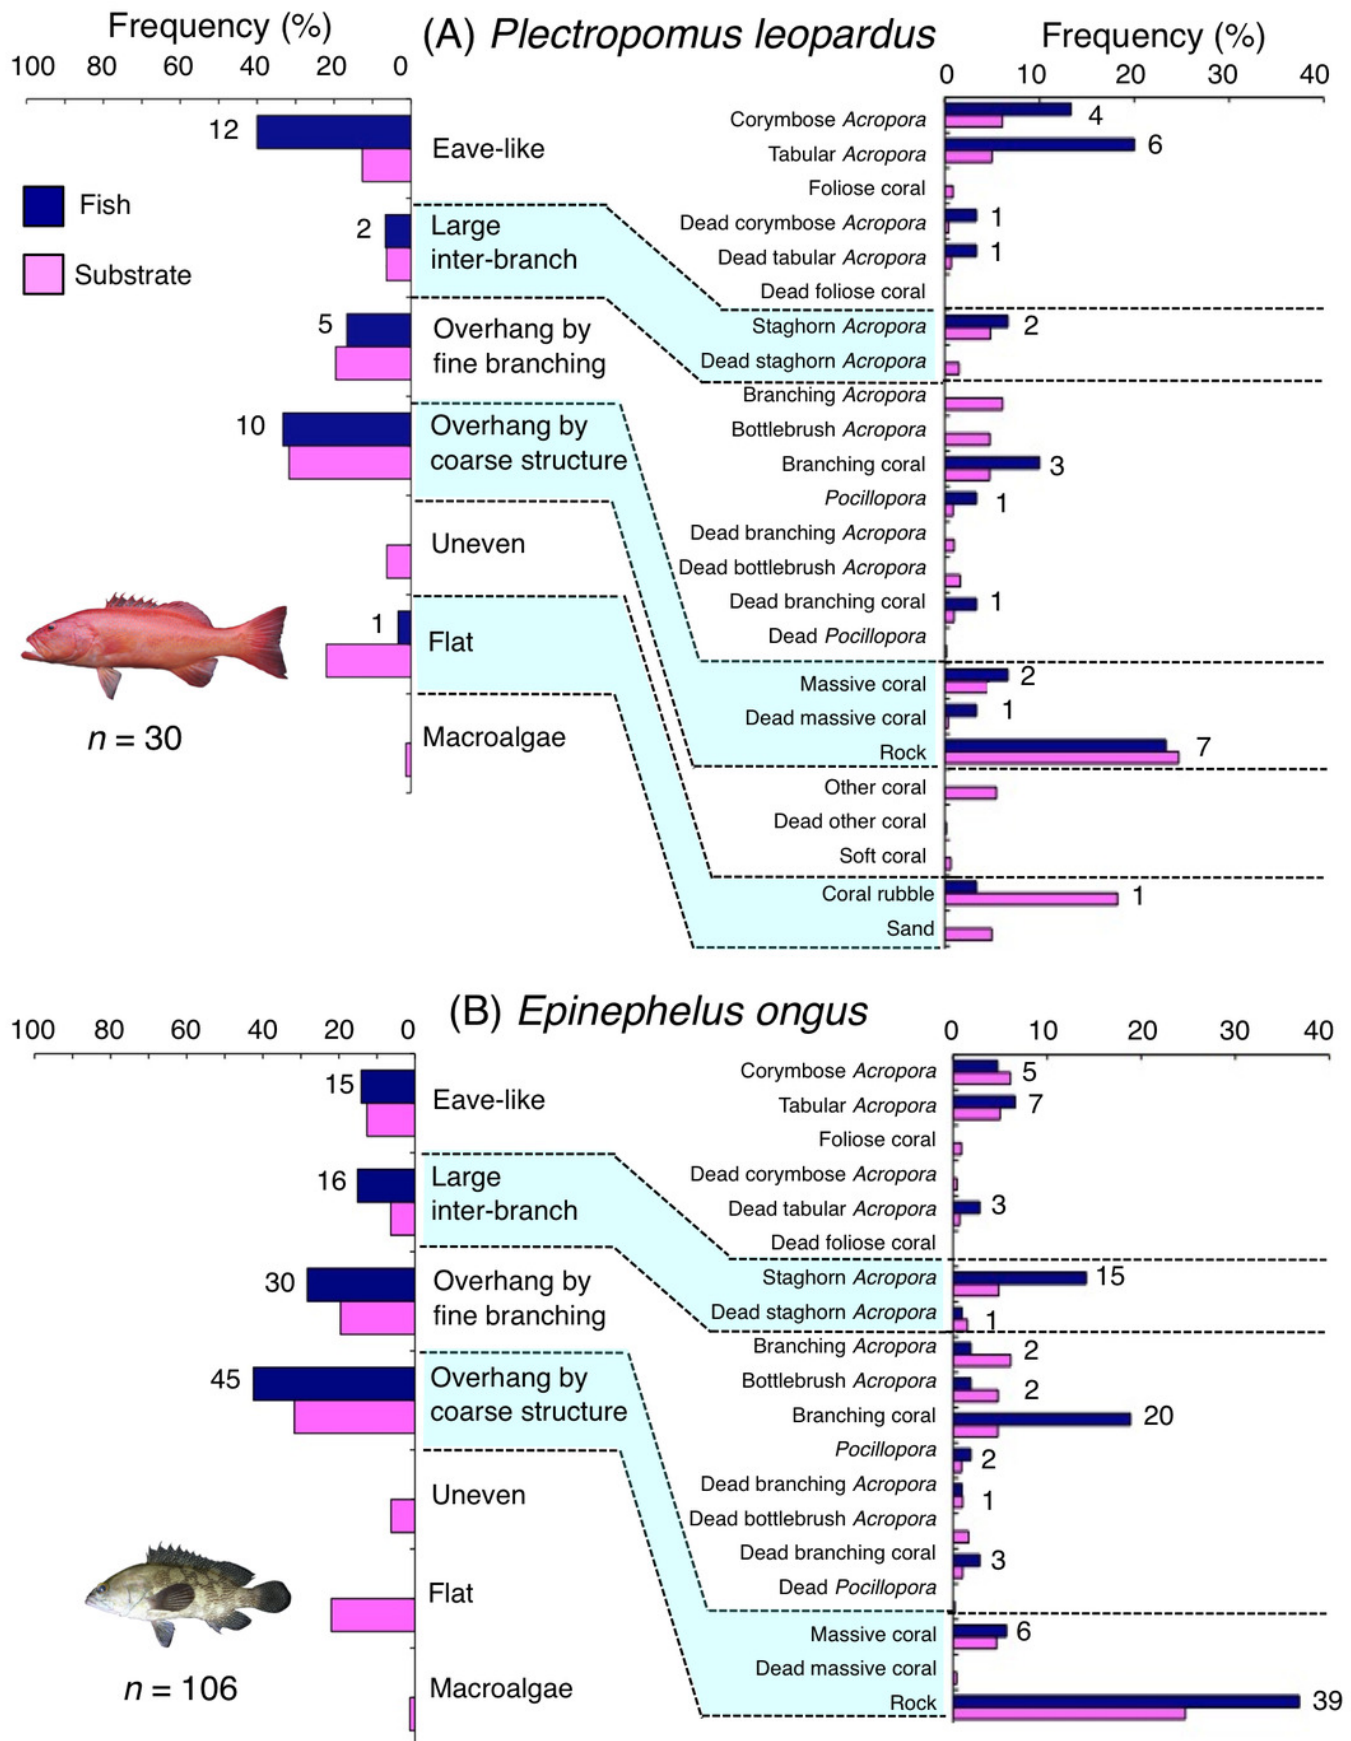 Frequency (%)
(A) Plectropomus leopardus
Frequency (%)
100 80 60 40 20 0
0 10 20 30 40
Fish
Substrate
12
Eave-like
2
Large
inter-branch
5
Overhang by
fine branching
10
Overhang by
coarse structure
Uneven
1
Flat
Macroalgae
n = 30
Corymbose Acropora 4
Tabular Acropora 6
Foliose coral
Dead corymbose Acropora 1
Dead tabular Acropora 1
Dead foliose coral
Staghorn Acropora 2
Dead staghorn Acropora
Branching Acropora
Bottlebrush Acropora
Branching coral 3
Pocillopora 1
Dead branching Acropora
Dead bottlebrush Acropora
Dead branching coral 1
Dead Pocillopora
Massive coral 2
Dead massive coral 1
Rock 7
Other coral
Dead other coral
Soft coral
Coral rubble 1
Sand
(B) Epinephelus ongus
100 80 60 40 20 0
0 10 20 30 40
15
Eave-like
16
Large
inter-branch
30
Overhang by
fine branching
45
Overhang by
coarse structure
Uneven
Flat
Macroalgae
n = 106
Corymbose Acropora 5
Tabular Acropora 7
Foliose coral
Dead corymbose Acropora
Dead tabular Acropora 3
Dead foliose coral
Staghorn Acropora 15
Dead staghorn Acropora 1
Branching Acropora 2
Bottlebrush Acropora 2
Branching coral 20
Pocillopora 2
Dead branching Acropora 1
Dead bottlebrush Acropora
Dead branching coral 3
Dead Pocillopora
Massive coral 6
Dead massive coral
Rock 39